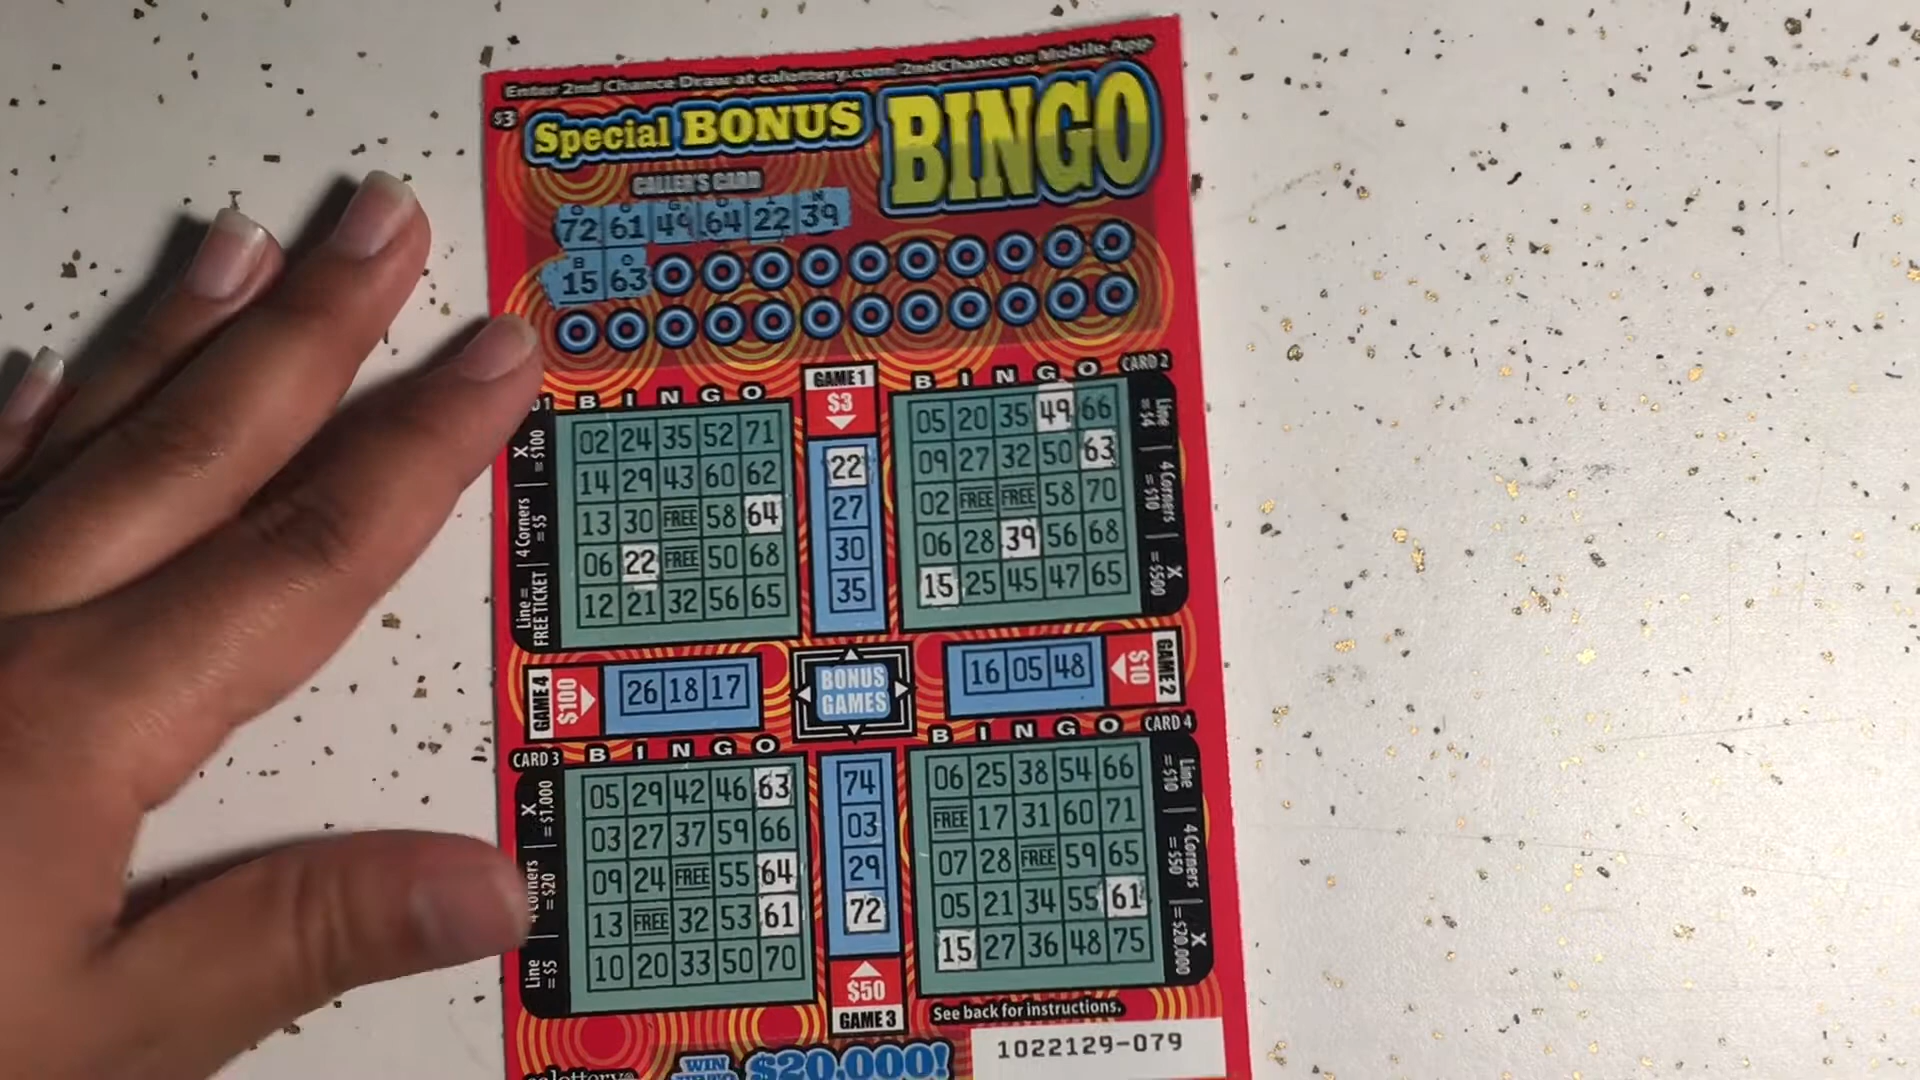 Enter 2nd Chance Draw at calottery.com/2ndChance or Mobile App
$3
Special BONUS BINGO
CALLER'S CARD
O G O I N
72 61 49 64 22 39
B O
15 63
B I N G O
X = $100
4 Corners = $5
Line = FREE TICKET
02 24 35 52 71
14 29 43 60 62
13 30 FREE 58 64
06 22 FREE 50 68
12 21 32 56 65
GAME 1
$3
22
27
30
35
CARD 2
B I N G O
05 20 35 49 66
09 27 32 50 63
02 FREE FREE 58 70
06 28 39 56 68
15 25 45 47 65
Line = $4
4 Corners = $10
X = $500
GAME 4
$100
26 18 17
BONUS
GAMES
16 05 48
$10
GAME 2
CARD 3
B I N G O
X = $1,000
4 Corners = $20
Line = $5
05 29 42 46 63
03 27 37 59 66
09 24 FREE 55 64
13 FREE 32 53 61
10 20 33 50 70
74
03
29
72
$50
GAME 3
CARD 4
B I N G O
06 25 38 54 66
FREE 17 31 60 71
07 28 FREE 59 65
05 21 34 55 61
15 27 36 48 75
Line = $10
4 Corners = $50
X = $20,000
See back for instructions.
1022129-079
calottery
WIN
$20,000!